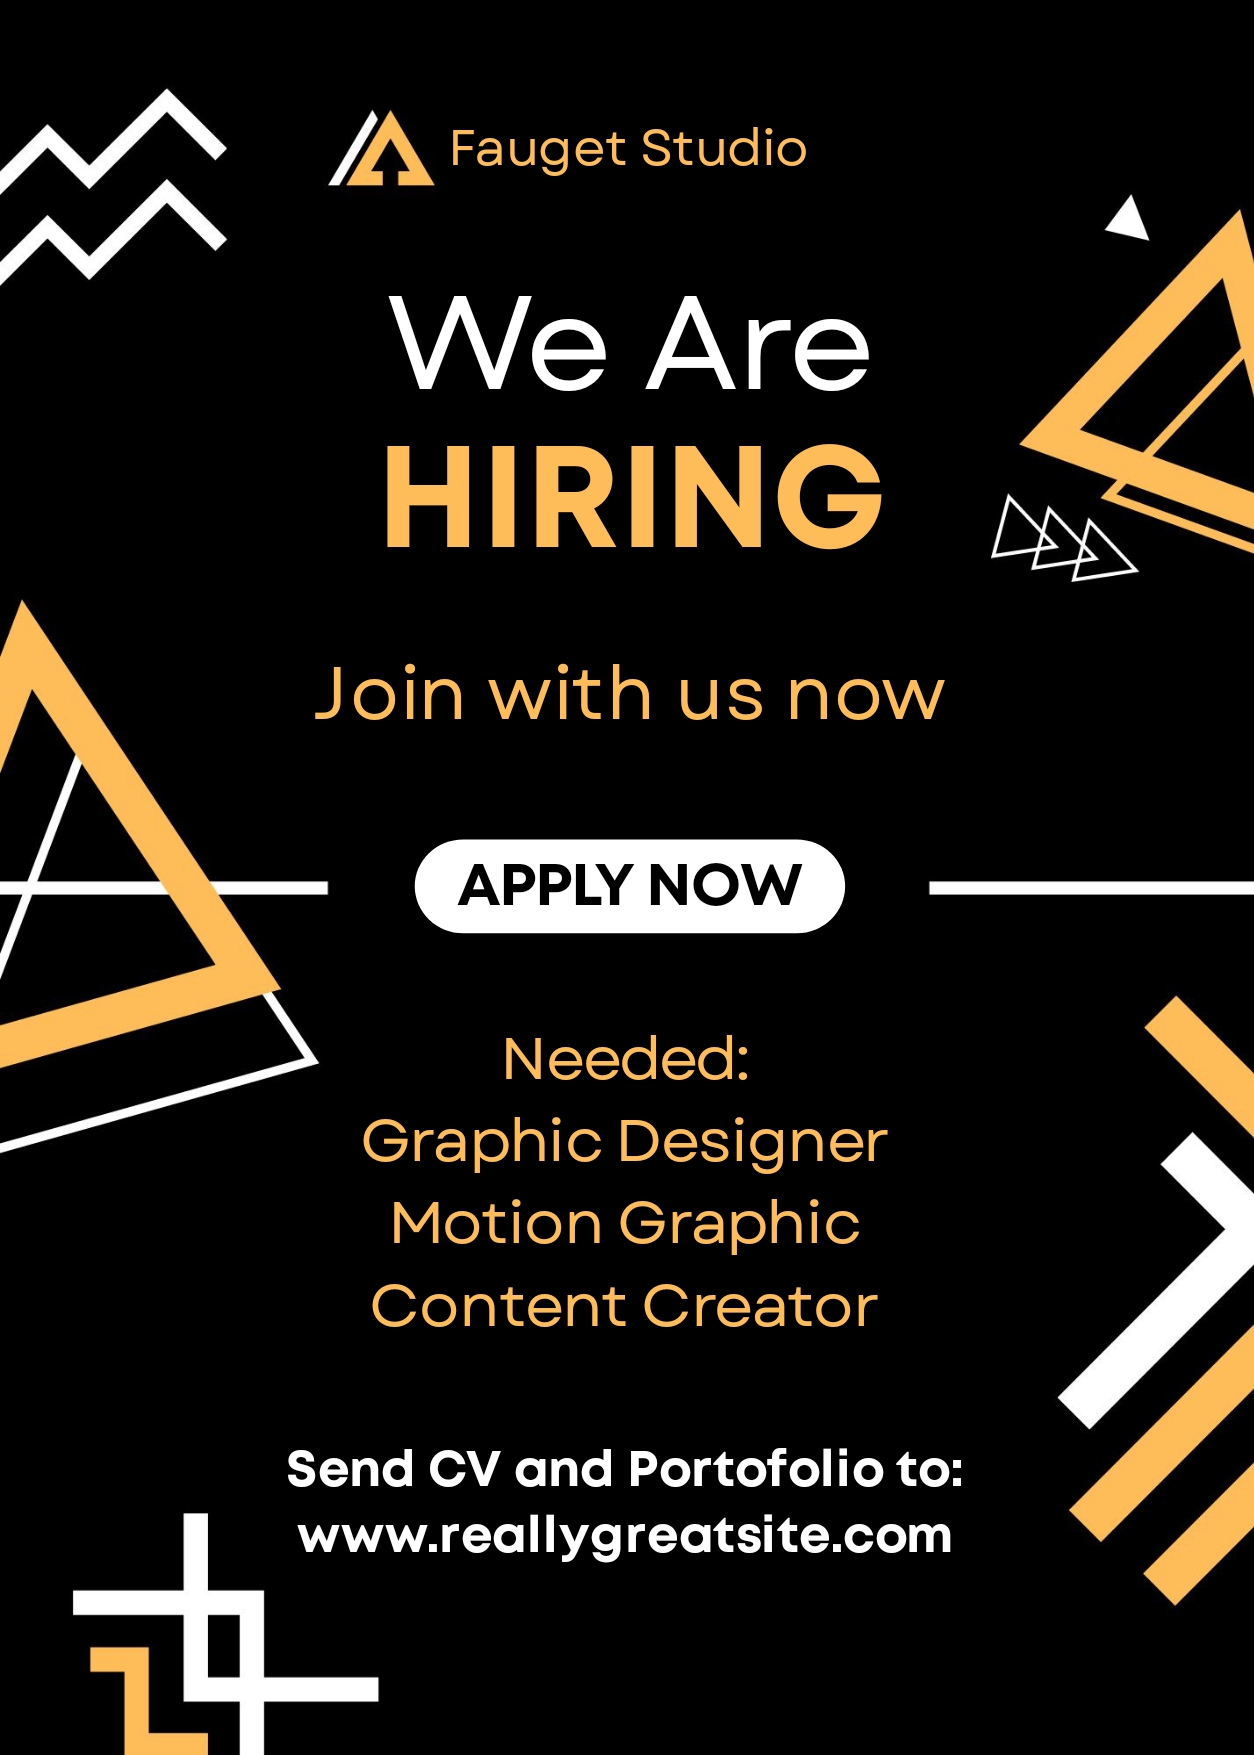 Fauget Studio
We Are
HIRING
Join with us now
APPLY NOW
Needed:
Graphic Designer
Motion Graphic
Content Creator
Send CV and Portofolio to:
www.reallygreatsite.com